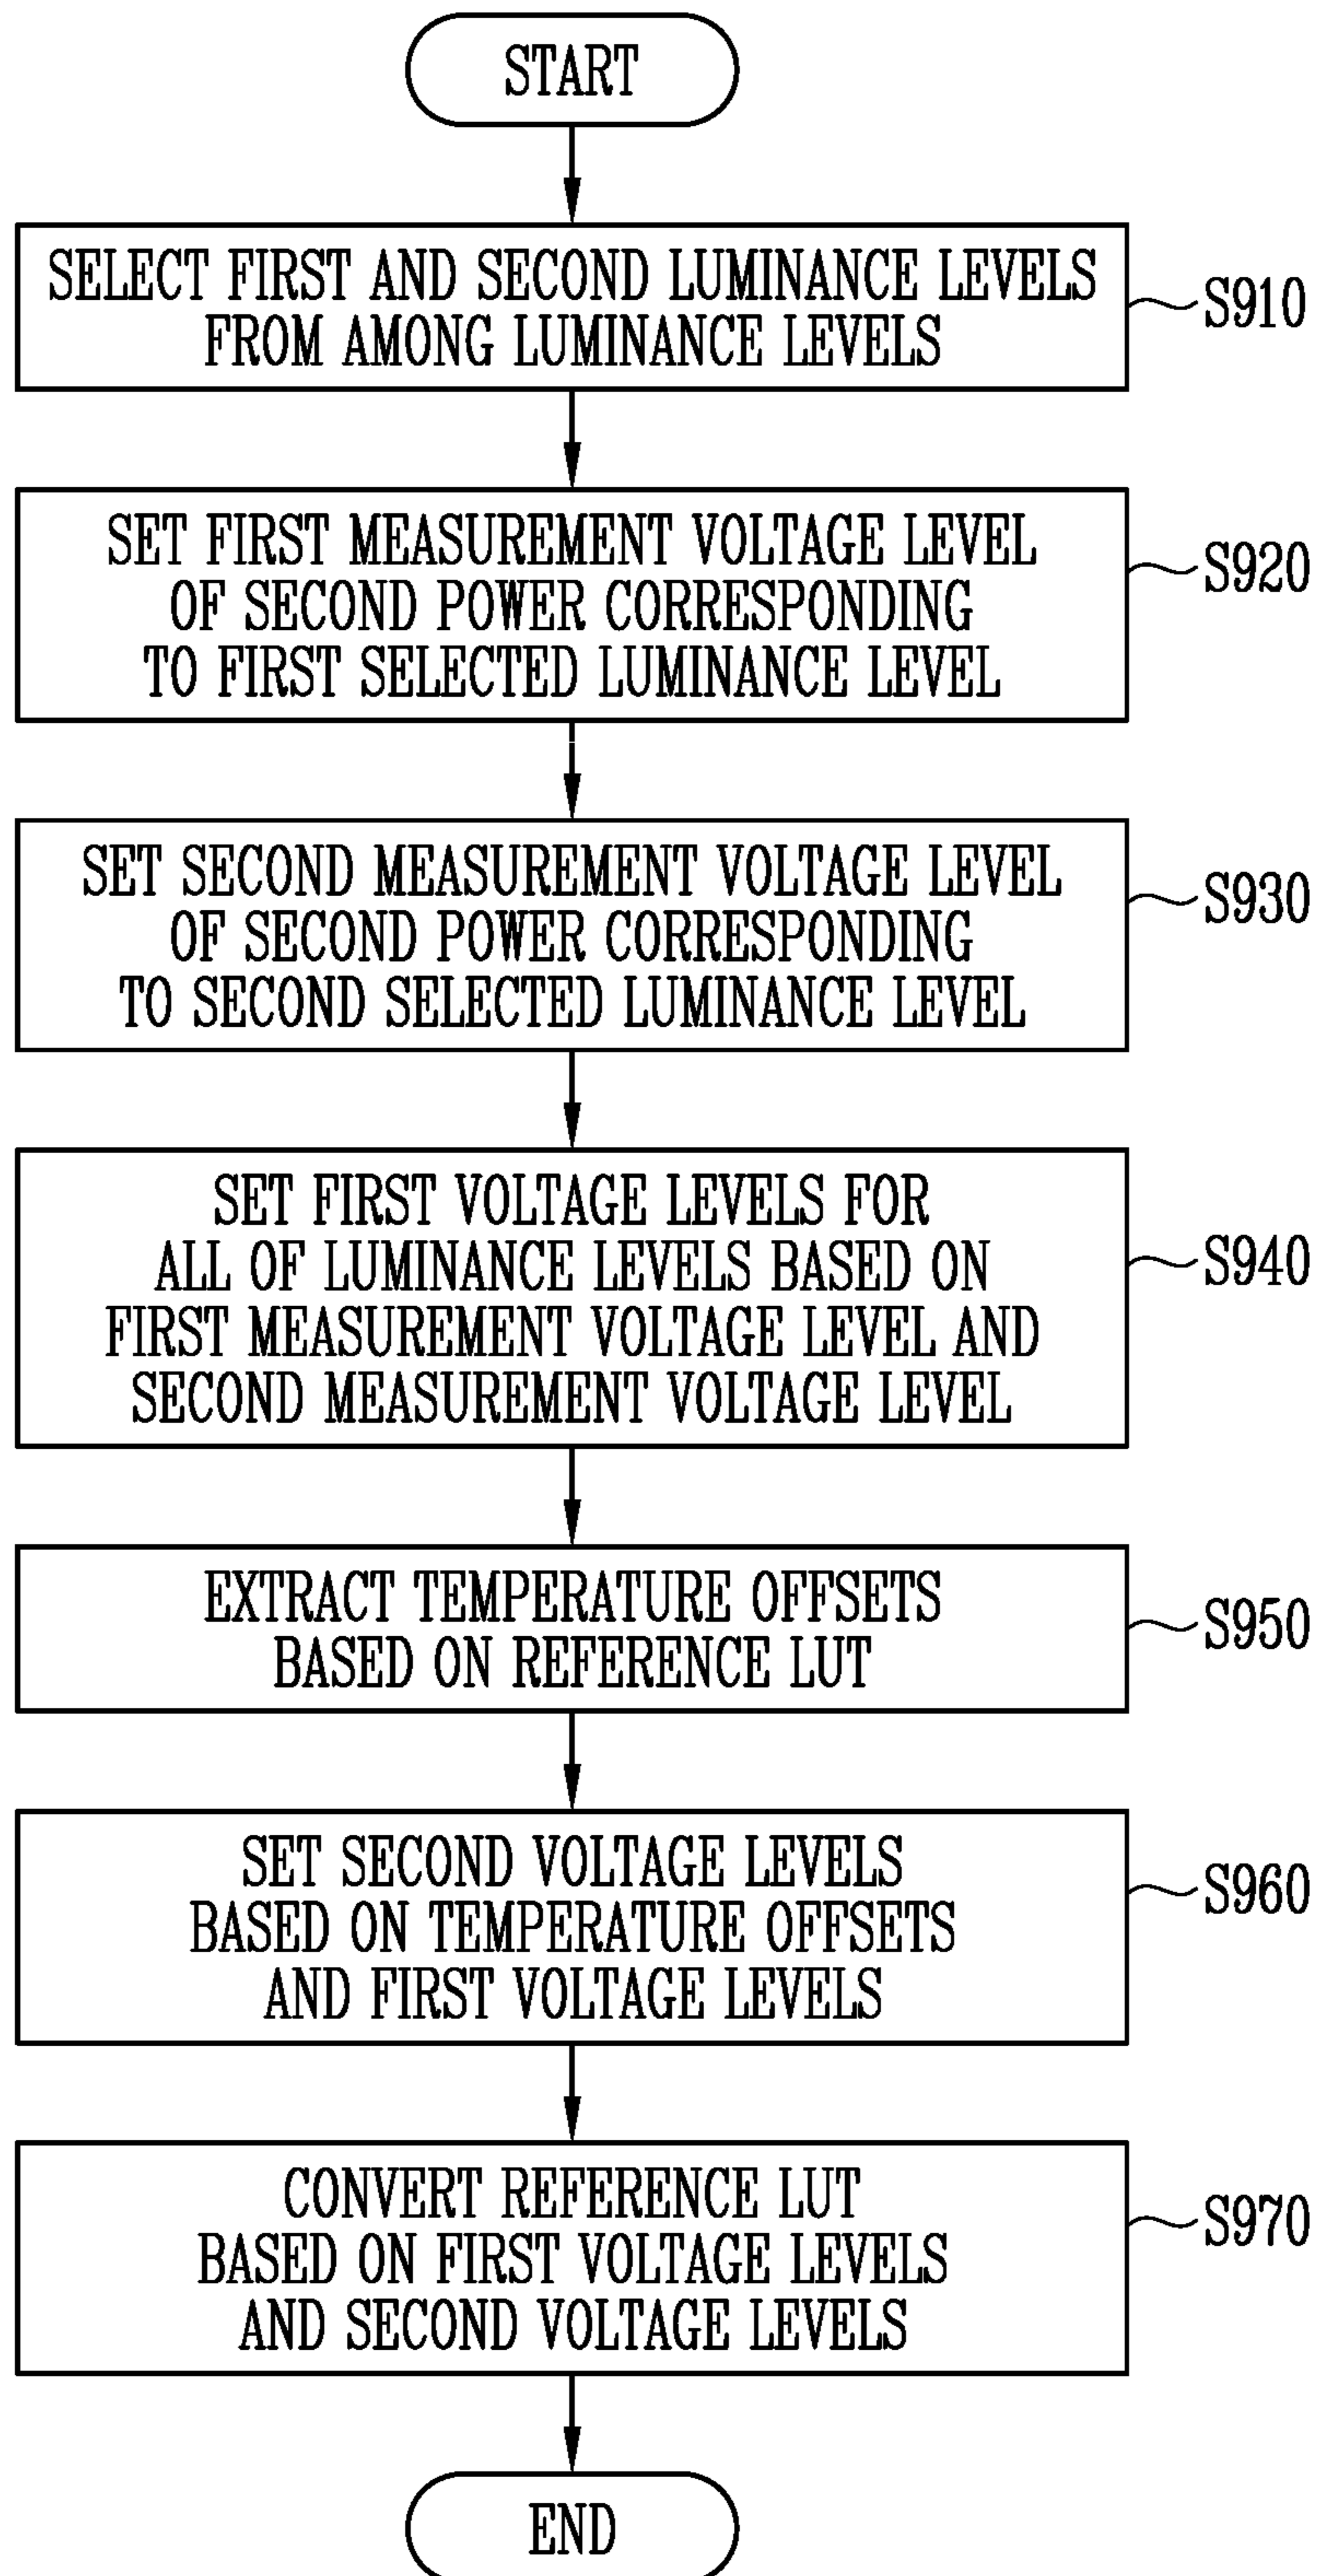 START
SELECT FIRST AND SECOND LUMINANCE LEVELS
FROM AMONG LUMINANCE LEVELS
S910
SET FIRST MEASUREMENT VOLTAGE LEVEL
OF SECOND POWER CORRESPONDING
TO FIRST SELECTED LUMINANCE LEVEL
S920
SET SECOND MEASUREMENT VOLTAGE LEVEL
OF SECOND POWER CORRESPONDING
TO SECOND SELECTED LUMINANCE LEVEL
S930
SET FIRST VOLTAGE LEVELS FOR
ALL OF LUMINANCE LEVELS BASED ON
FIRST MEASUREMENT VOLTAGE LEVEL AND
SECOND MEASUREMENT VOLTAGE LEVEL
S940
EXTRACT TEMPERATURE OFFSETS
BASED ON REFERENCE LUT
S950
SET SECOND VOLTAGE LEVELS
BASED ON TEMPERATURE OFFSETS
AND FIRST VOLTAGE LEVELS
S960
CONVERT REFERENCE LUT
BASED ON FIRST VOLTAGE LEVELS
AND SECOND VOLTAGE LEVELS
S970
END